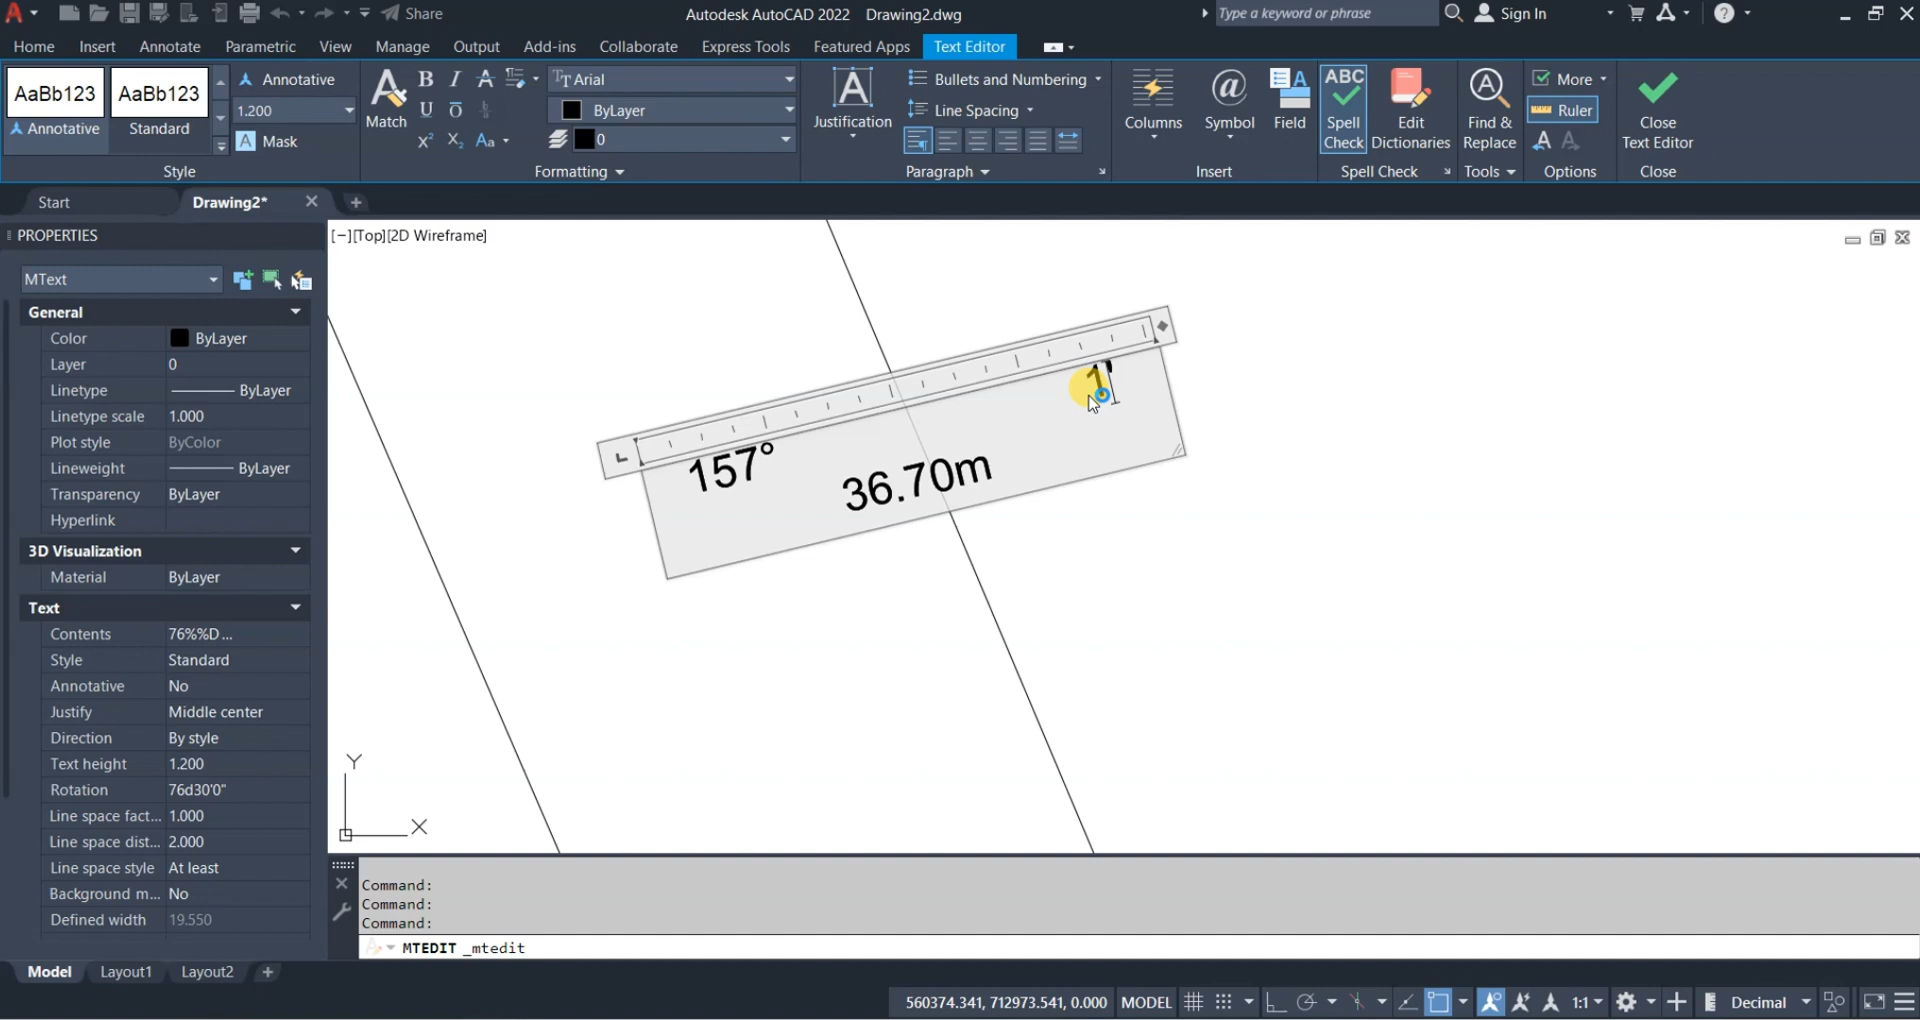 Share
Autodesk AutoCAD 2022 Drawing2.dwg
Type a keyword or phrase
Sign In
Home Insert Annotate Parametric View Manage Output Add-ins Collaborate Express Tools Featured Apps Text Editor
AaBb123 AaBb123
Annotative Standard
Annotative
1.200
Mask
Style
Match
Arial
ByLayer
0
Formatting
Justification
Bullets and Numbering
Line Spacing
Paragraph
Columns
Symbol
Field
Insert
ABC
Spell Check
Edit Dictionaries
Spell Check
Find & Replace
Tools
More
Ruler
Options
Close Text Editor
Close
Start Drawing2*
PROPERTIES
MText
General
Color ByLayer
Layer 0
Linetype ByLayer
Linetype scale 1.000
Plot style ByColor
Lineweight ByLayer
Transparency ByLayer
Hyperlink
3D Visualization
Material ByLayer
Text
Contents 76%%D...
Style Standard
Annotative No
Justify Middle center
Direction By style
Text height 1.200
Rotation 76d30'0"
Line space fact... 1.000
Line space dist... 2.000
Line space style At least
Background m... No
Defined width 19.550
[−][Top][2D Wireframe]
157° 1'
36.70m
Y
X
Command:
Command:
Command:
MTEDIT _mtedit
Model Layout1 Layout2
560374.341, 712973.541, 0.000 MODEL 1:1 Decimal